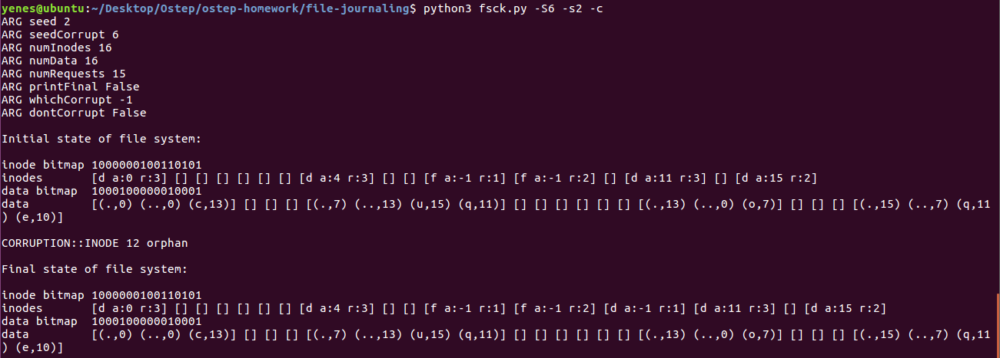 yenes@ubuntu:~/Desktop/Ostep/ostep-homework/file-journaling$ python3 fsck.py -S6 -s2 -c
ARG seed 2
ARG seedCorrupt 6
ARG numInodes 16
ARG numData 16
ARG numRequests 15
ARG printFinal False
ARG whichCorrupt -1
ARG dontCorrupt False
Initial state of file system:
inode bitmap 1000000100110101
inodes       [d a:0 r:3] [] [] [] [] [] [] [d a:4 r:3] [] [] [f a:-1 r:1] [f a:-1 r:2] [] [d a:11 r:3] [] [d a:15 r:2]
data bitmap  1000100000010001
data         [(.,0) (..,0) (c,13)] [] [] [] [(.,7) (..,13) (u,15) (q,11)] [] [] [] [] [] [] [(.,13) (..,0) (o,7)] [] [] [] [(.,15) (..,7) (q,11
) (e,10)]
CORRUPTION::INODE 12 orphan
Final state of file system:
inode bitmap 1000000100110101
inodes       [d a:0 r:3] [] [] [] [] [] [] [d a:4 r:3] [] [] [f a:-1 r:1] [f a:-1 r:2] [d a:-1 r:1] [d a:11 r:3] [] [d a:15 r:2]
data bitmap  1000100000010001
data         [(.,0) (..,0) (c,13)] [] [] [] [(.,7) (..,13) (u,15) (q,11)] [] [] [] [] [] [] [(.,13) (..,0) (o,7)] [] [] [] [(.,15) (..,7) (q,11
) (e,10)]